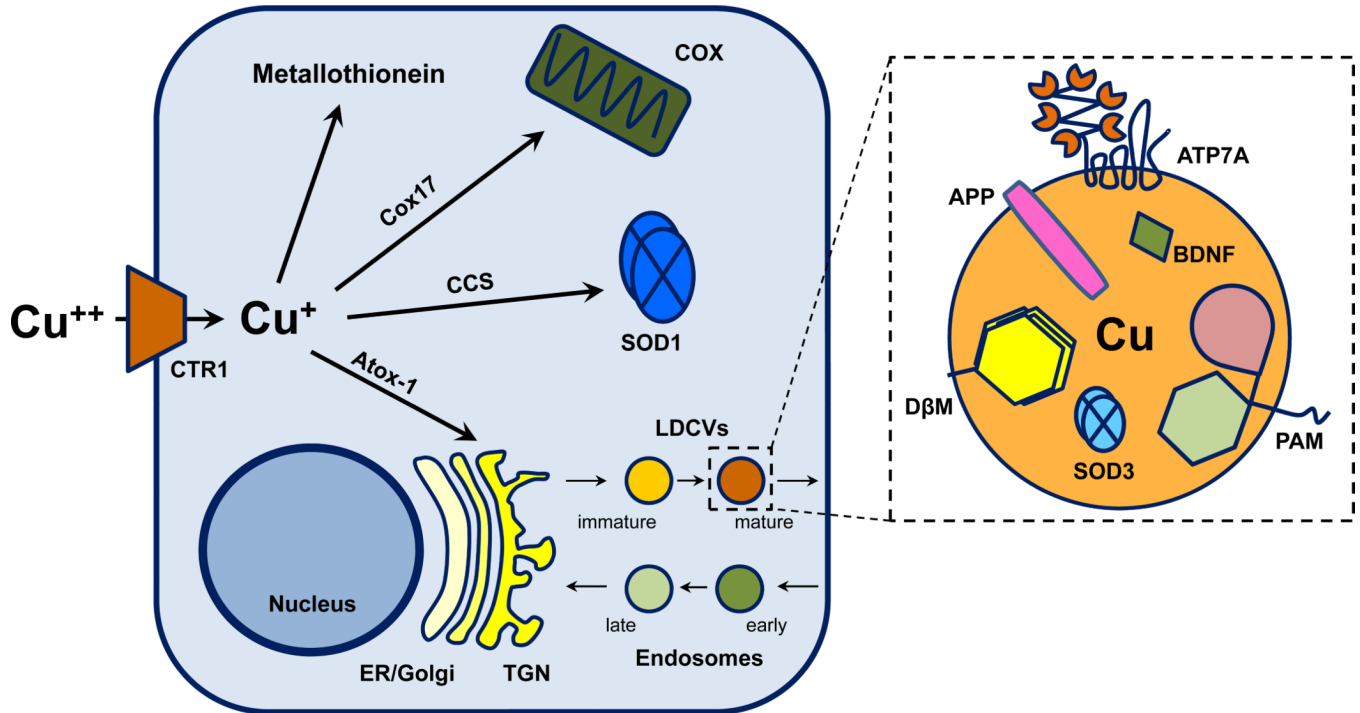 COX
Metallothionein
Cox17
CCS
Cu++
Cu+
CTR1
SOD1
Atox-1
LDCVs
immature
mature
Nucleus
late
early
Endosomes
ER/Golgi
TGN
ATP7A
APP
BDNF
Cu
DβM
SOD3
PAM